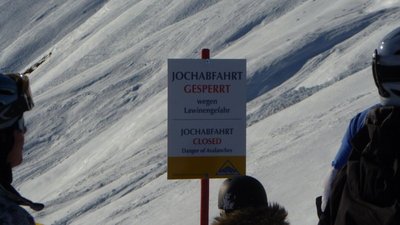 JOCHABFAHRT
GESPERRT
wegen
Lawinengefahr
JOCHABFAHRT
CLOSED
Danger of Avalanches